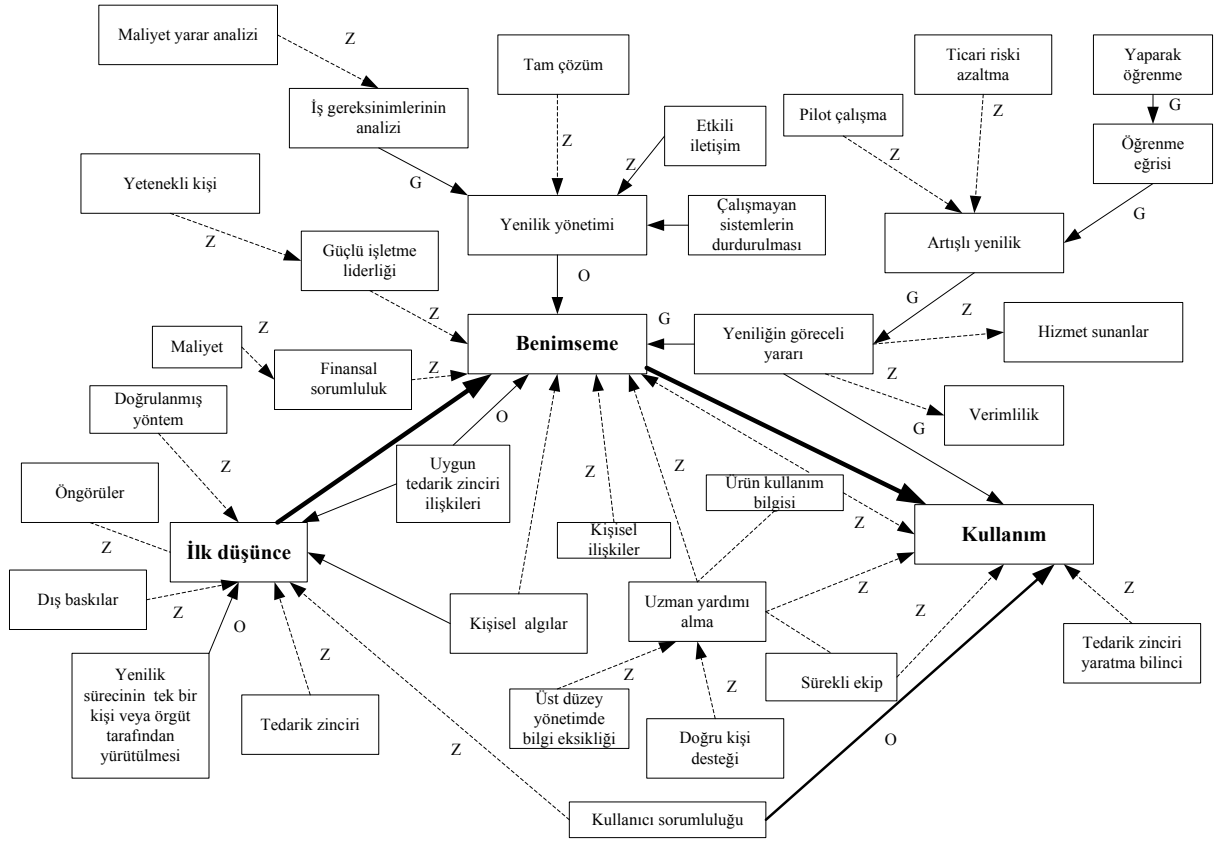 Maliyet yarar analizi
Z
Tam çözüm
Ticari riski
azaltma
Yaparak
öğrenme
İş gereksinimlerinin
analizi
Z
Etkili
iletişim
Pilot çalışma
Z
G
Öğrenme
eğrisi
Yetenekli kişi
G
Z
Z
Z
Yenilik yönetimi
Çalışmayan
sistemlerin
durdurulması
Artışlı yenilik
G
Güçlü işletme
liderliği
O
G
Z
Z
Benimseme
G
Yeniliğin göreceli
yararı
Z
Hizmet sunanlar
Maliyet
Z
Finansal
sorumluluk
Z
Z
Verimlilik
Doğrulanmış
yöntem
O
G
Z
Uygun
tedarik zinciri
ilişkileri
Z
Z
Ürün kullanım
bilgisi
Öngörüler
Z
İlk düşünce
Z
Kişisel
ilişkiler
Z
Kullanım
Dış baskılar
Z
O
Kişisel algılar
Uzman yardımı
alma
Z
Z
Z
Yenilik
sürecinin tek bir
kişi veya örgüt
tarafından
yürütülmesi
Z
Tedarik zinciri
Z
Üst düzey
yönetimde
bilgi eksikliği
Z
Doğru kişi
desteği
Sürekli ekip
Tedarik zinciri
yaratma bilinci
Z
O
Kullanıcı sorumluluğu